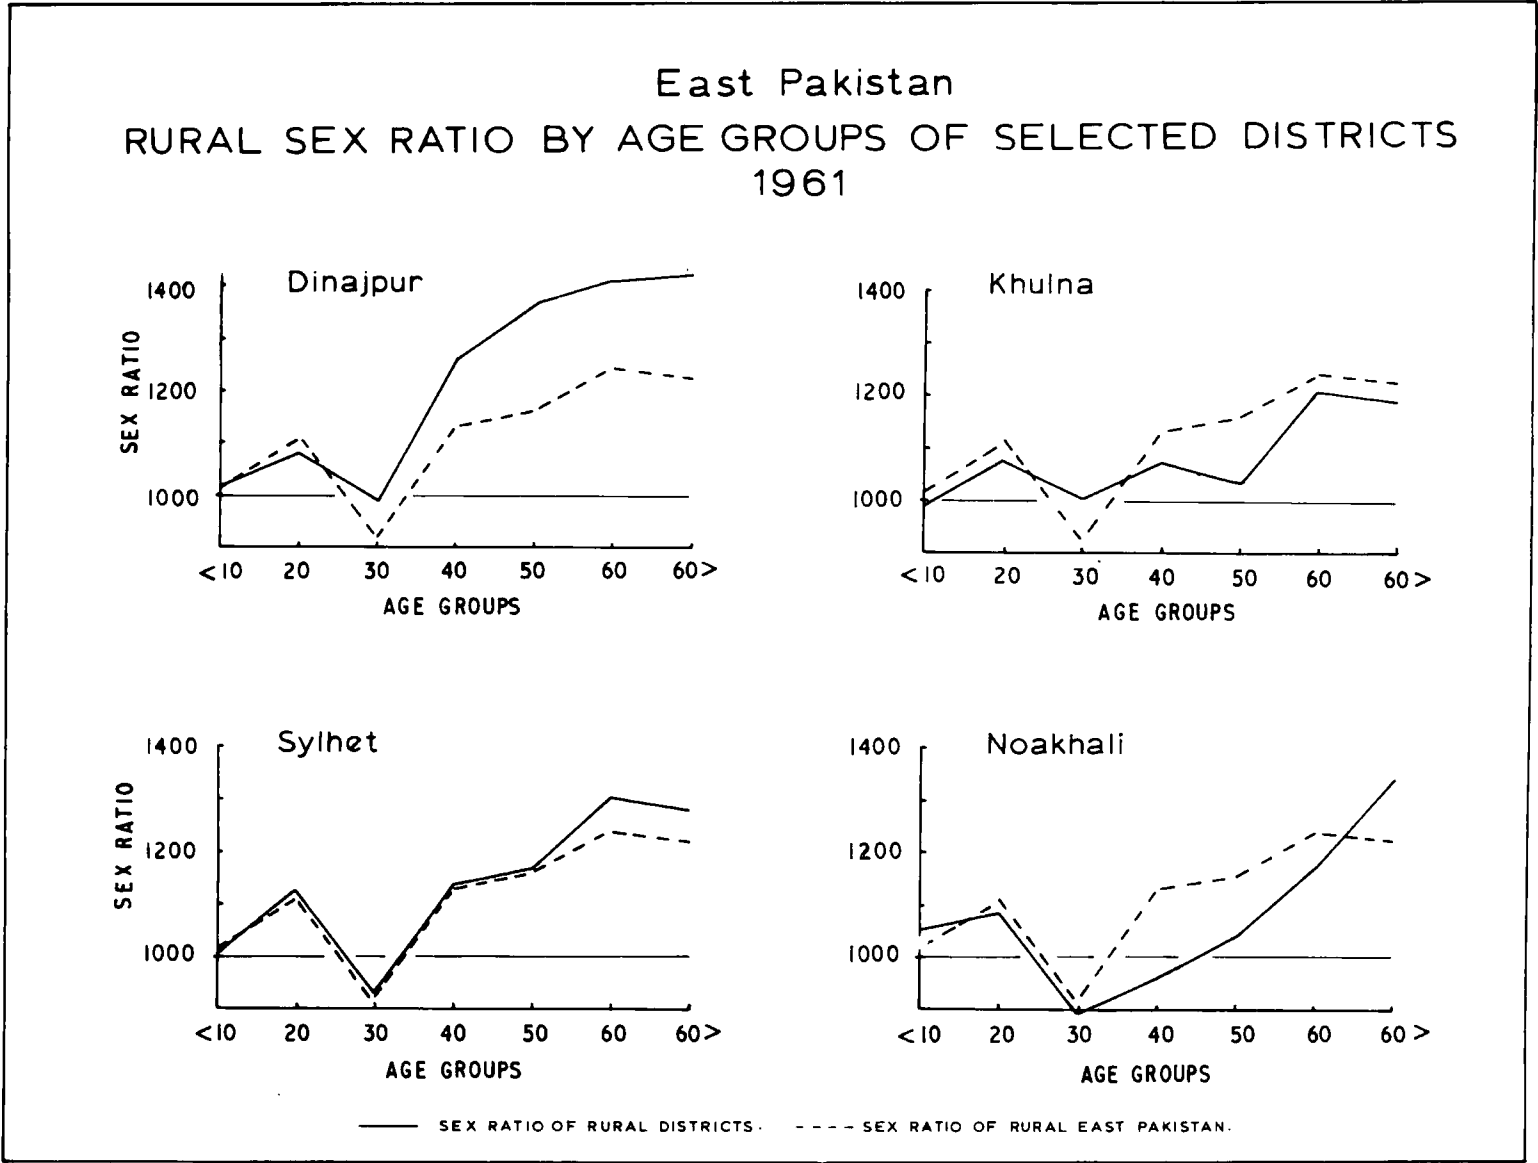 East Pakistan
RURAL SEX RATIO BY AGE GROUPS OF SELECTED DISTRICTS
1961
Dinajpur
1400
1200
1000
SEX RATIO
<10 20 30 40 50 60 60>
AGE GROUPS
Khulna
1400
1200
1000
<10 20 30 40 50 60 60>
AGE GROUPS
Sylhet
1400
1200
1000
SEX RATIO
<10 20 30 40 50 60 60>
AGE GROUPS
Noakhali
1400
1200
1000
<10 20 30 40 50 60 60>
AGE GROUPS
SEX RATIO OF RURAL DISTRICTS.
SEX RATIO OF RURAL EAST PAKISTAN.